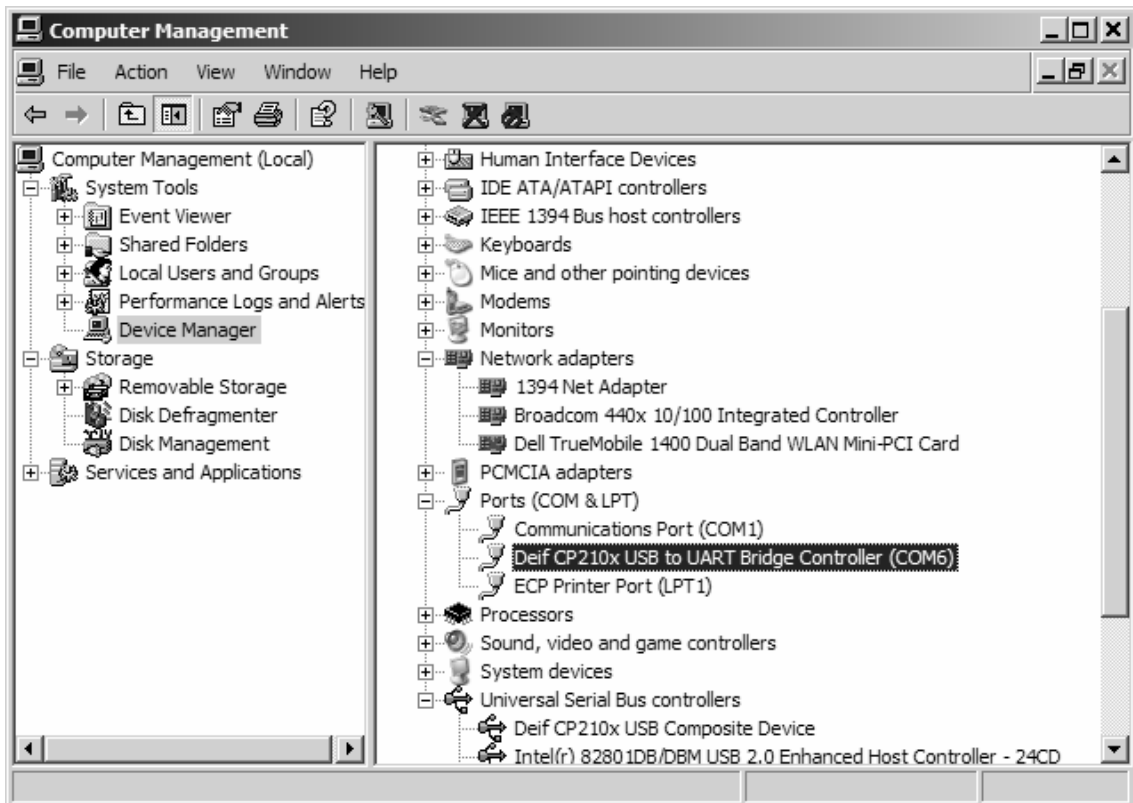 Computer Management
File Action View Window Help
Computer Management (Local)
System Tools
Event Viewer
Shared Folders
Local Users and Groups
Performance Logs and Alerts
Device Manager
Storage
Removable Storage
Disk Defragmenter
Disk Management
Services and Applications
Human Interface Devices
IDE ATA/ATAPI controllers
IEEE 1394 Bus host controllers
Keyboards
Mice and other pointing devices
Modems
Monitors
Network adapters
1394 Net Adapter
Broadcom 440x 10/100 Integrated Controller
Dell TrueMobile 1400 Dual Band WLAN Mini-PCI Card
PCMCIA adapters
Ports (COM & LPT)
Communications Port (COM1)
Deif CP210x USB to UART Bridge Controller (COM6)
ECP Printer Port (LPT1)
Processors
Sound, video and game controllers
System devices
Universal Serial Bus controllers
Deif CP210x USB Composite Device
Intel(r) 82801DB/DBM USB 2.0 Enhanced Host Controller - 24CD